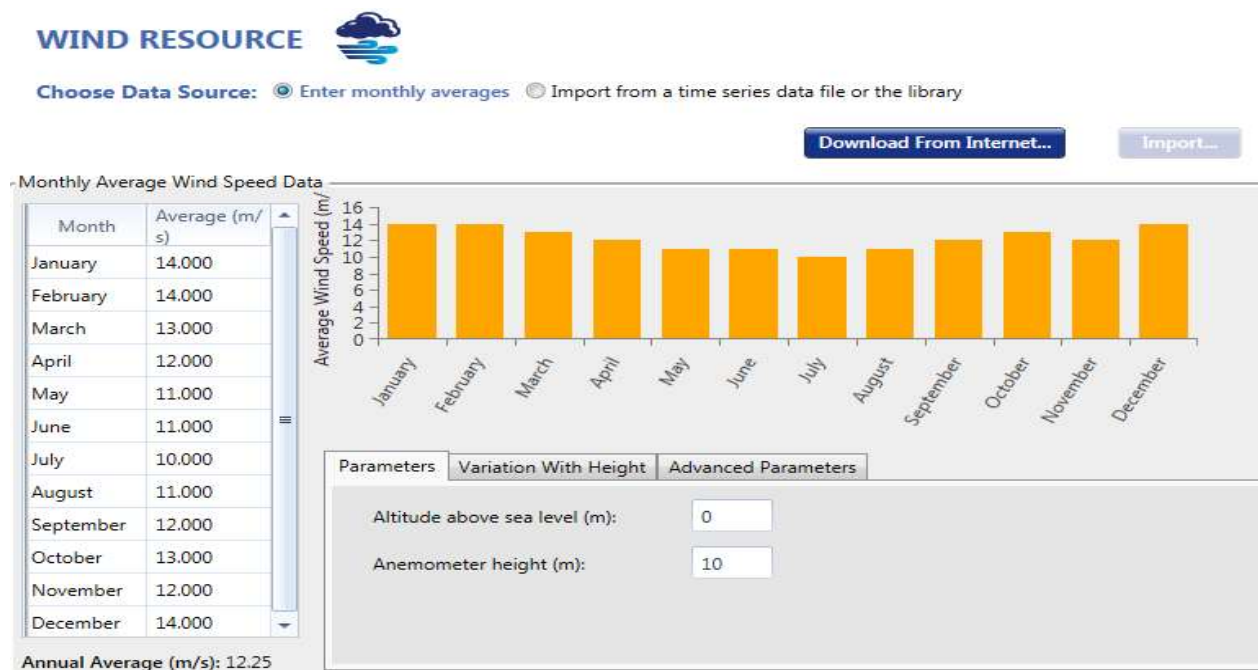 WIND RESOURCE
Choose Data Source: Enter monthly averages Import from a time series data file or the library
Download From Internet... Import...
Monthly Average Wind Speed Data
Month Average (m/
s)
January 14.000
February 14.000
March 13.000
April 12.000
May 11.000
June 11.000
July 10.000
August 11.000
September 12.000
October 13.000
November 12.000
December 14.000
Annual Average (m/s): 12.25
Average Wind Speed (m/
16
14
12
10
8
6
4
2
0
January February March April May June July August September October November December
Parameters Variation With Height Advanced Parameters
Altitude above sea level (m): 0
Anemometer height (m): 10